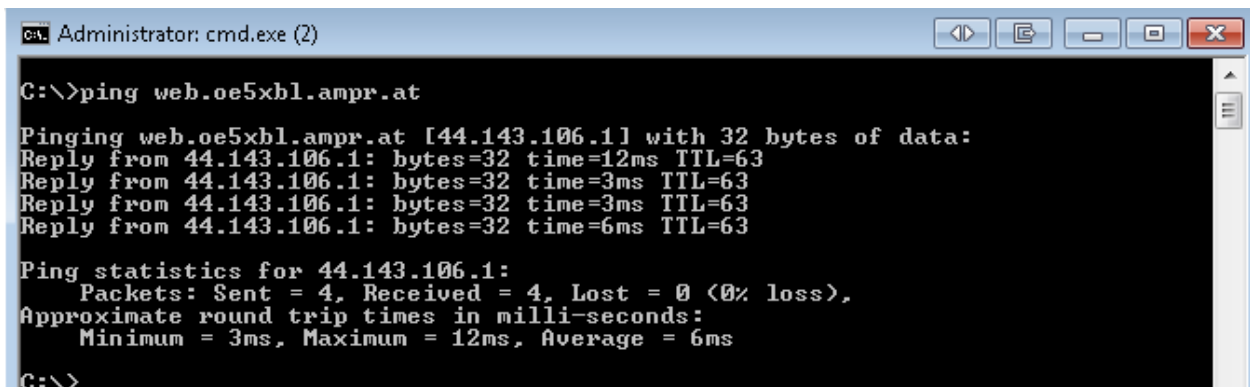 Administrator: cmd.exe (2)
C:\>ping web.oe5xbl.ampr.at
Pinging web.oe5xbl.ampr.at [44.143.106.1] with 32 bytes of data:
Reply from 44.143.106.1: bytes=32 time=12ms TTL=63
Reply from 44.143.106.1: bytes=32 time=3ms TTL=63
Reply from 44.143.106.1: bytes=32 time=3ms TTL=63
Reply from 44.143.106.1: bytes=32 time=6ms TTL=63
Ping statistics for 44.143.106.1:
Packets: Sent = 4, Received = 4, Lost = 0 (0% loss),
Approximate round trip times in milli-seconds:
Minimum = 3ms, Maximum = 12ms, Average = 6ms
C:\>